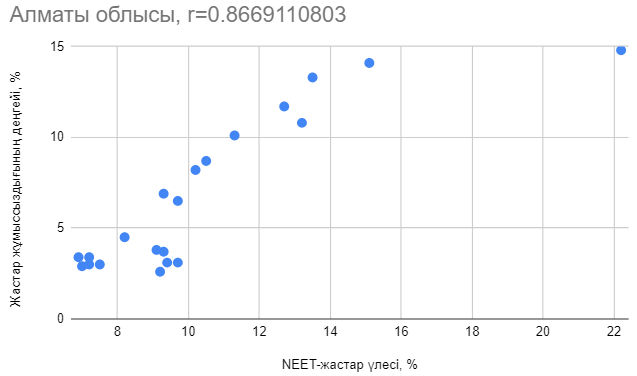 Алматы облысы, r=0.8669110803
Жастар жұмыссыздығының деңгейі, %
15
10
5
0
8 10 12 14 16 18 20 22
NEET-жастар үлесі, %